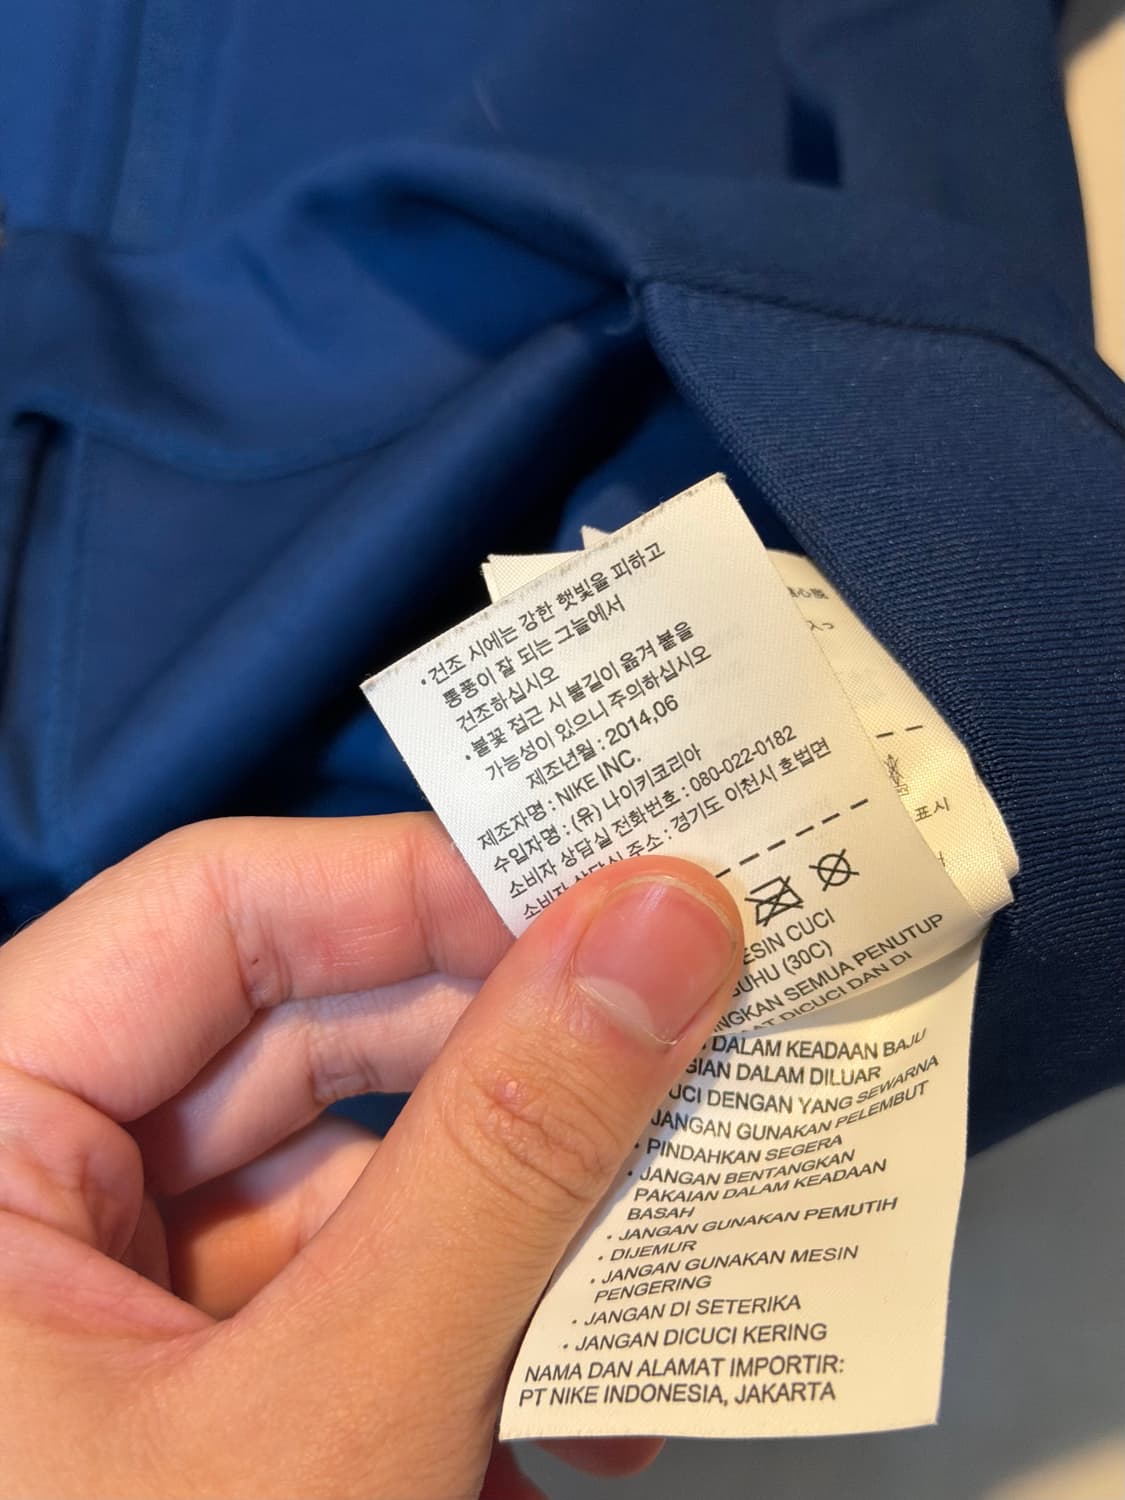 • 건조 시에는 강한 햇빛을 피하고
통풍이 잘 되는 그늘에서
건조하십시오
• 불꽃 접근 시 불길이 옮겨 붙을
가능성이 있으니 주의하십시오
제조년월 : 2014,06
제조자명 : NIKE INC.
수입자명 : (유) 나이키코리아
소비자 상담실 전화번호 : 080-022-0182
소비자 상담실 주소 : 경기도 이천시 호법면
CUCI
(30C)
SEMUA PENUTUP
DICUCI DAN DI
DALAM KEADAAN BAJU
DALAM DILUAR
DENGAN YANG SEWARNA
JANGAN GUNAKAN PELEMBUT
• PINDAHKAN SEGERA
• JANGAN BENTANGKAN
PAKAIAN DALAM KEADAAN
BASAH
• JANGAN GUNAKAN PEMUTIH
• DIJEMUR
• JANGAN GUNAKAN MESIN
PENGERING
• JANGAN DI SETERIKA
• JANGAN DICUCI KERING
NAMA DAN ALAMAT IMPORTIR:
PT NIKE INDONESIA, JAKARTA
表示